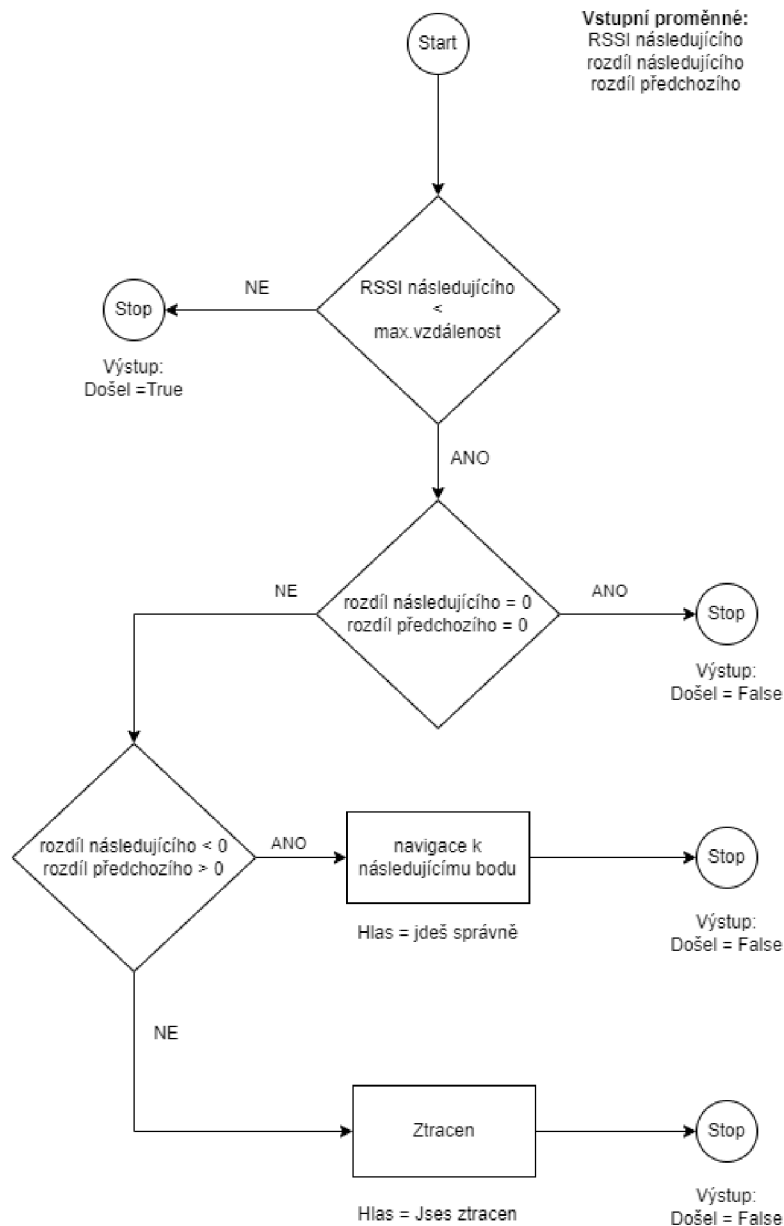 Start
Vstupní proměnné:
RSSI následujícího
rozdíl následujícího
rozdíl předchozího
NE
RSSI následujícího
<
max.vzdálenost
Stop
Výstup:
Došel =True
ANO
NE
rozdíl následujícího = 0
rozdíl předchozího = 0
ANO
Stop
Výstup:
Došel = False
rozdíl následujícího < 0
rozdíl předchozího > 0
ANO
navigace k
následujícímu bodu
Stop
Hlas = jdeš správně
Výstup:
Došel = False
NE
Ztracen
Stop
Hlas = Jses ztracen
Výstup:
Došel = False